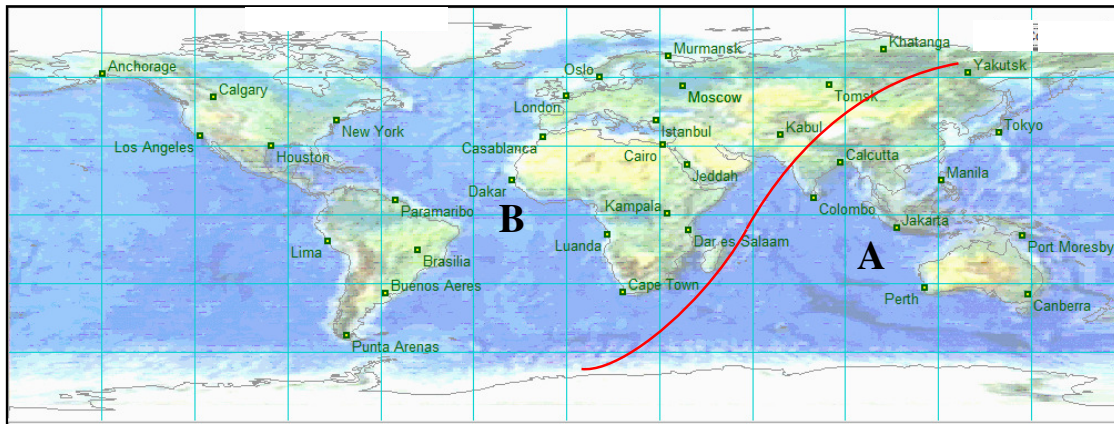 Khatanga
Murmansk
Anchorage
Oslo
Yakutsk
Calgary
London
Moscow
Tomsk
New York
Istanbul
Tokyo
Los Angeles
Casablanca
Kabul
Houston
Cairo
Calcutta
Jeddah
Dakar
Manila
Paramaribo
B
Kampala
Colombo
Lima
Luanda
Dar es Salaam
Jakarta
Port Moresby
Brasilia
A
Buenos Aeres
Cape Town
Perth
Canberra
Punta Arenas